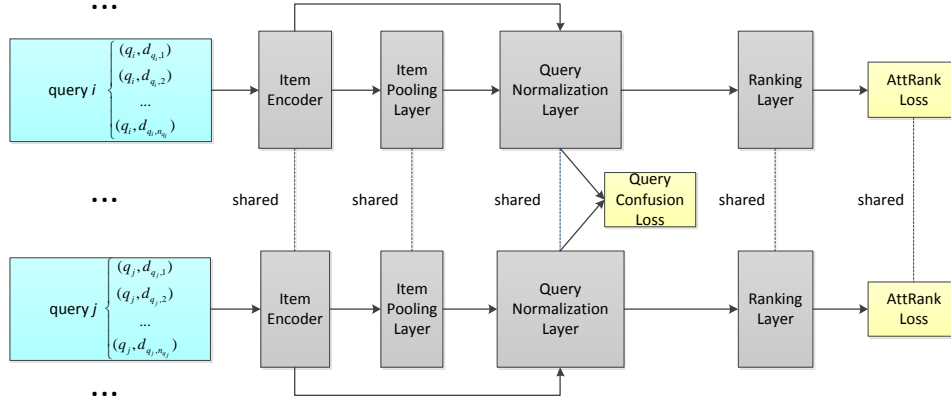 ...
query i { (q_i, d_{q_i,1})
(q_i, d_{q_i,2})
...
(q_i, d_{q_i,n_{q_i}})
Item
Encoder
Item
Pooling
Layer
Query
Normalization
Layer
Ranking
Layer
AttRank
Loss
...
shared
shared
shared
Query
Confusion
Loss
shared
shared
query j { (q_j, d_{q_j,1})
(q_j, d_{q_j,2})
...
(q_j, d_{q_j,n_{q_j}})
Item
Encoder
Item
Pooling
Layer
Query
Normalization
Layer
Ranking
Layer
AttRank
Loss
...